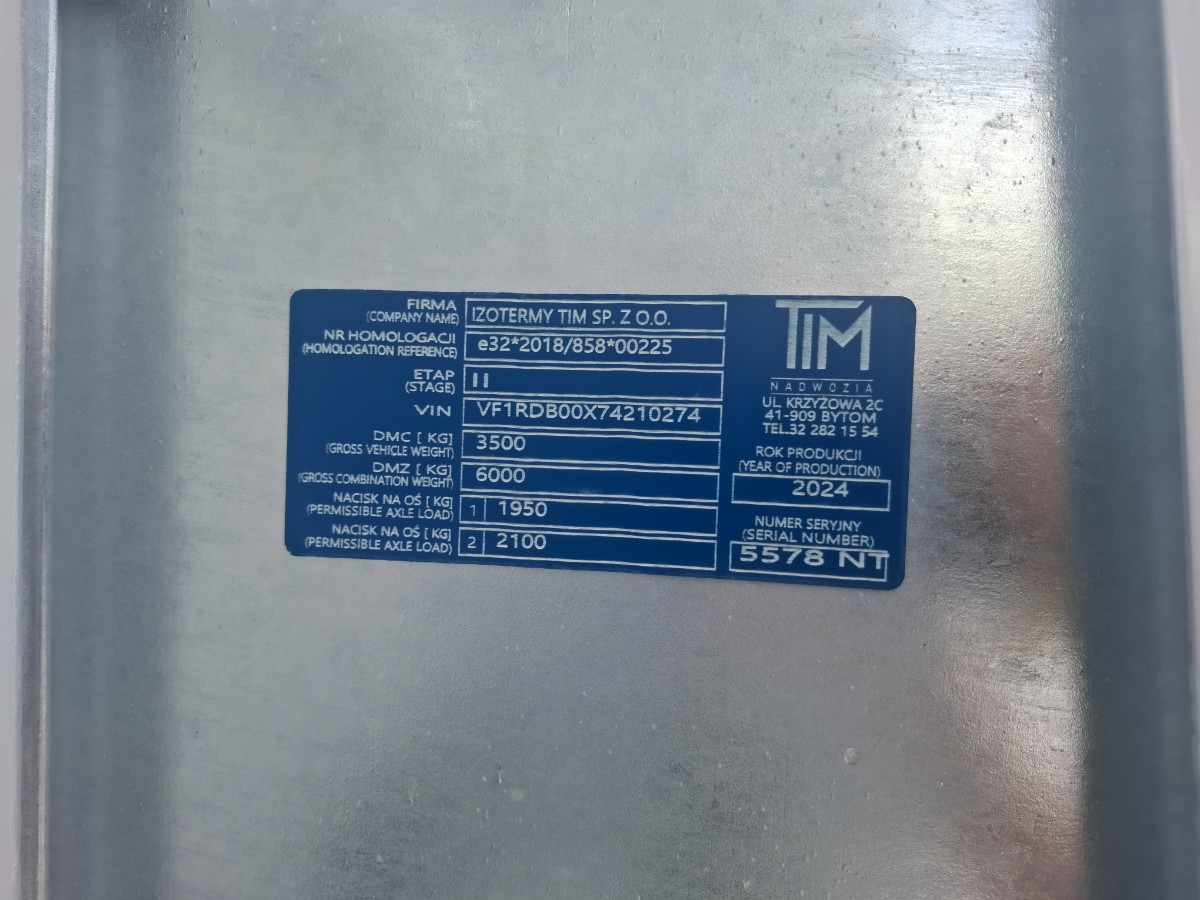 FIRMA
(COMPANY NAME)
IZOTERMY TIM SP. Z O.O.
NR HOMOLOGACJI
(HOMOLOGATION REFERENCE)
e32*2018/858*00225
ETAP
(STAGE)
II
VIN
VF1RDB00X74210274
DMC [ KG]
(GROSS VEHICLE WEIGHT)
3500
DMZ [ KG]
(GROSS COMBINATION WEIGHT)
6000
NACISK NA OŚ [ KG]
(PERMISSIBLE AXLE LOAD)
1 1950
NACISK NA OŚ [ KG]
(PERMISSIBLE AXLE LOAD)
2 2100
TIM
NADWOZIA
UL. KRZYŻOWA 2C
41-909 BYTOM
TEL.32 282 15 54
ROK PRODUKCJI
(YEAR OF PRODUCTION)
2024
NUMER SERYJNY
(SERIAL NUMBER)
5578 NT